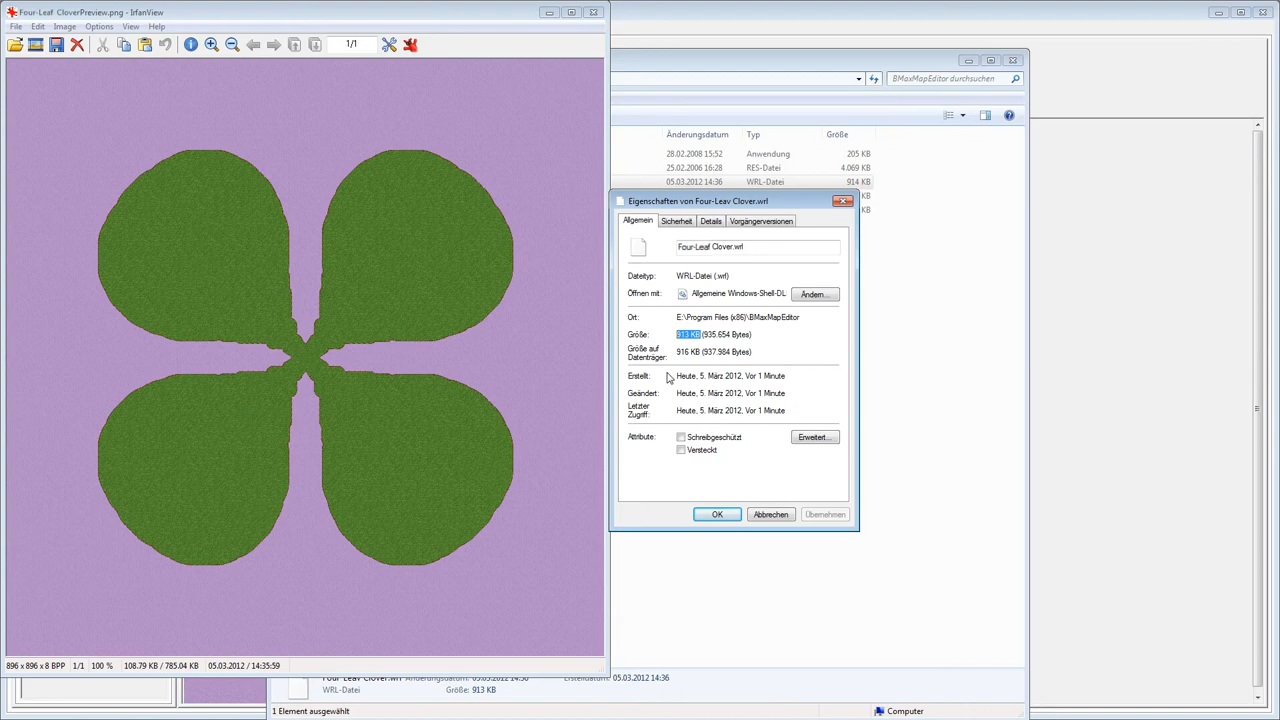 Four-Leaf CloverPreview.png - IrfanView
File Edit Image Options View Help
1/1
BMaxMapEditor durchsuchen
Änderungsdatum Typ Größe
28.02.2008 15:52 Anwendung 205 KB
25.02.2006 16:28 RES-Datei 4.069 KB
05.03.2012 14:36 WRL-Datei 914 KB
KB
KB
Eigenschaften von Four-Leav Clover.wrl
Allgemein Sicherheit Details Vorgängerversionen
Four-Leaf Clover.wrl
Dateityp: WRL-Datei (.wrl)
Öffnen mit: Allgemeine Windows-Shell-DL Ändern...
Ort: E:\Program Files (x86)\BMaxMapEditor
Größe: 913 KB (935.654 Bytes)
Größe auf Datenträger: 916 KB (937.984 Bytes)
Erstellt: Heute, 5. März 2012, Vor 1 Minute
Geändert: Heute, 5. März 2012, Vor 1 Minute
Letzter Zugriff: Heute, 5. März 2012, Vor 1 Minute
Attribute: Schreibgeschützt Erweitert...
Versteckt
OK Abbrechen Übernehmen
896 x 896 x 8 BPP 1/1 100 % 108.79 KB / 785.04 KB 05.03.2012 / 14:35:59
Four-Leav Clover.wrl Änderungsdatum: 05.03.2012 14:36 Erstelldatum: 05.03.2012 14:36
WRL-Datei Größe: 913 KB
1 Element ausgewählt Computer